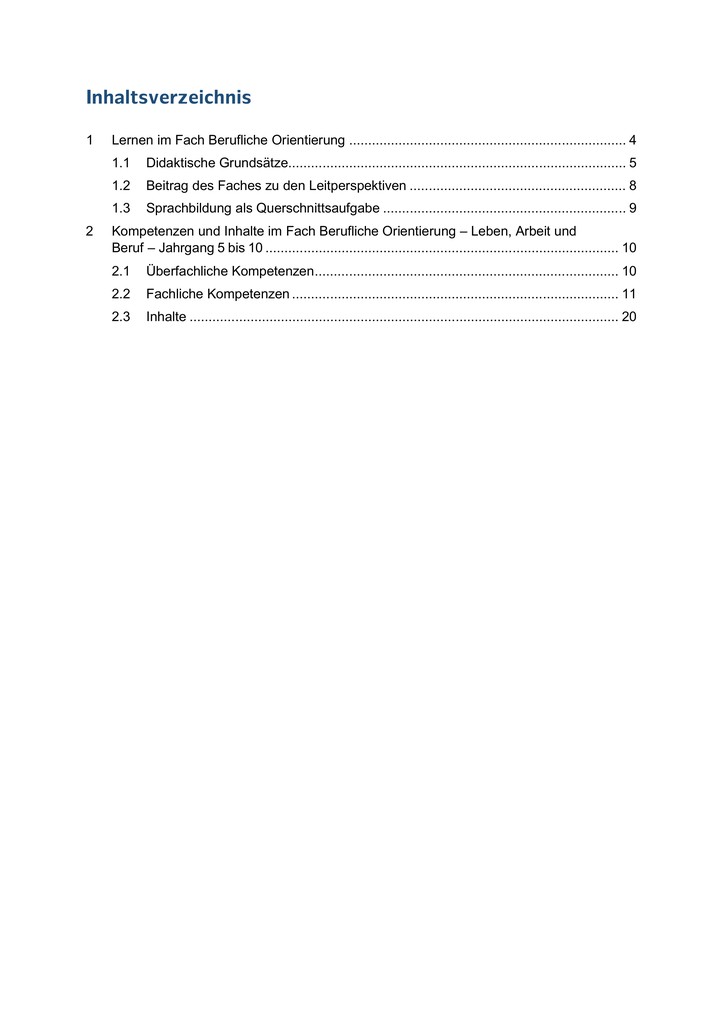 Inhaltsverzeichnis
1 Lernen im Fach Berufliche Orientierung ........................................................................ 4
1.1 Didaktische Grundsätze........................................................................................ 5
1.2 Beitrag des Faches zu den Leitperspektiven ........................................................ 8
1.3 Sprachbildung als Querschnittsaufgabe ............................................................... 9
2 Kompetenzen und Inhalte im Fach Berufliche Orientierung – Leben, Arbeit und
Beruf – Jahrgang 5 bis 10 ............................................................................................ 10
2.1 Überfachliche Kompetenzen............................................................................... 10
2.2 Fachliche Kompetenzen ..................................................................................... 11
2.3 Inhalte ................................................................................................................ 20